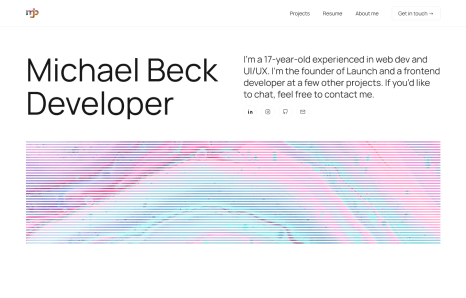 mjb
Projects Resume About me Get in touch →
Michael Beck
Developer
I'm a 17-year-old experienced in web dev and
UI/UX. I'm the founder of Launch and a frontend
developer at a few other projects. If you'd like
to chat, feel free to contact me.
in